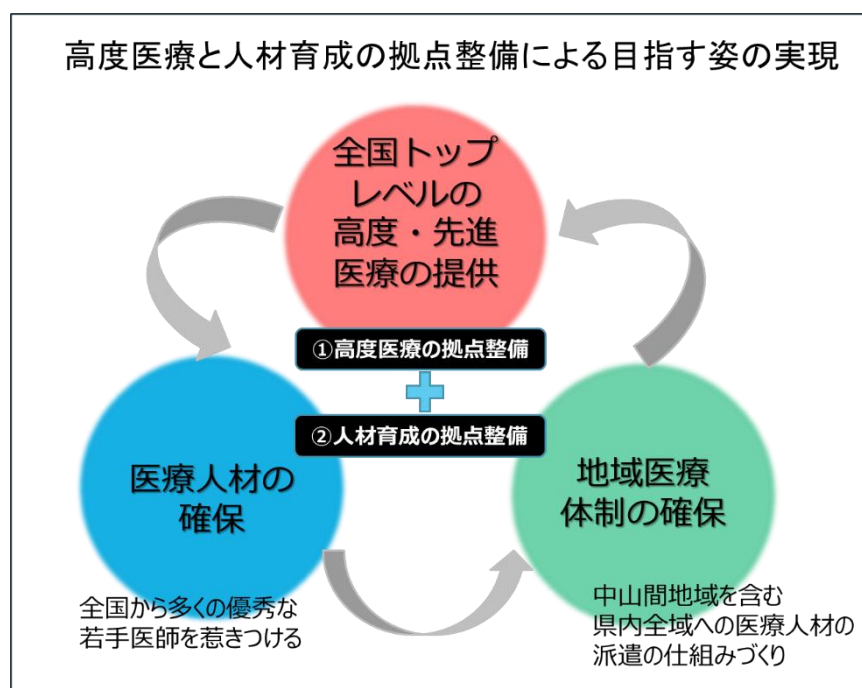 高度医療と人材育成の拠点整備による目指す姿の実現
全国トップ
レベルの
高度・先進
医療の提供
①高度医療の拠点整備
②人材育成の拠点整備
医療人材の
確保
地域医療
体制の確保
全国から多くの優秀な
若手医師を惹きつける
中山間地域を含む
県内全域への医療人材の
派遣の仕組みづくり